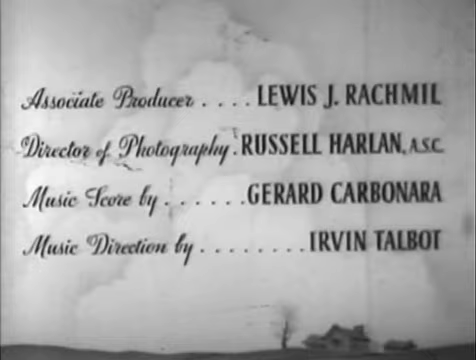 Associate Producer . . . . LEWIS J. RACHMIL
Director of Photography . RUSSELL HARLAN, A.S.C.
Music Score by . . . . . . GERARD CARBONARA
Music Direction by . . . . . . . . IRVIN TALBOT